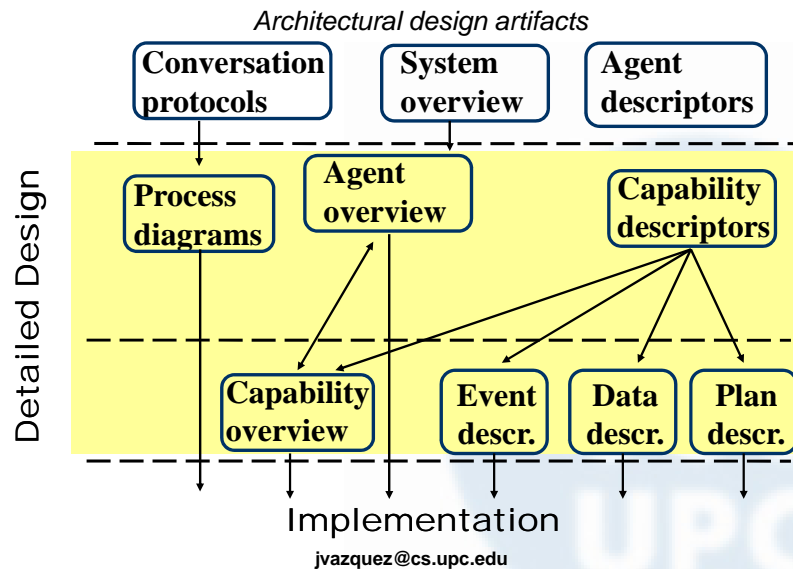 Architectural design artifacts
Conversation
protocols
System
overview
Agent
descriptors
Detailed Design
Process
diagrams
Agent
overview
Capability
descriptors
Capability
overview
Event
descr.
Data
descr.
Plan
descr.
Implementation
jvazquez@cs.upc.edu
UPC